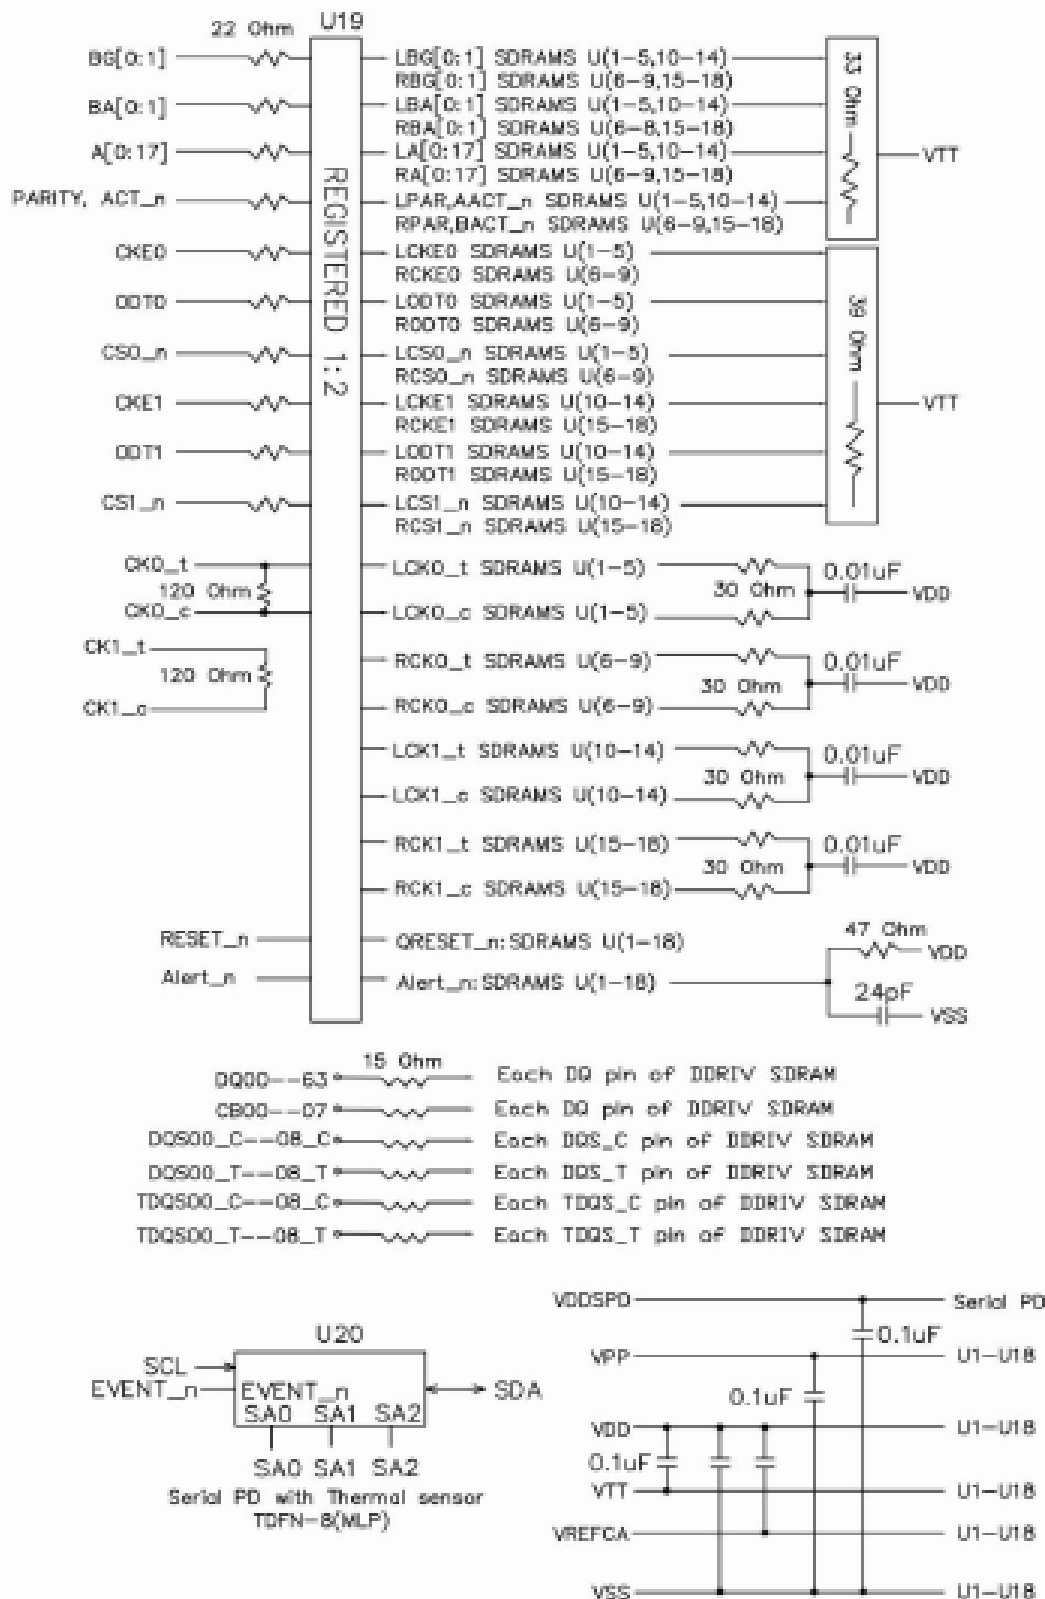 22 Ohm
U19
BG[0:1]
LBG[0:1] SDRAMS U(1-5,10-14)
RBG[0:1] SDRAMS U(6-9,15-18)
BA[0:1]
LBA[0:1] SDRAMS U(1-5,10-14)
RBA[0:1] SDRAMS U(6-8,15-18)
A[0:17]
LA[0:17] SDRAMS U(1-5,10-14)
RA[0:17] SDRAMS U(6-9,15-18)
PARITY, ACT_n
LPAR,AACT_n SDRAMS U(1-5,10-14)
RPAR,BACT_n SDRAMS U(6-9,15-18)
33 Ohm
VTT
REGISTERED 1:2
CKE0
LCKE0 SDRAMS U(1-5)
RCKE0 SDRAMS U(6-9)
ODT0
LODT0 SDRAMS U(1-5)
RODT0 SDRAMS U(6-9)
CS0_n
LCS0_n SDRAMS U(1-5)
RCS0_n SDRAMS U(6-9)
CKE1
LCKE1 SDRAMS U(10-14)
RCKE1 SDRAMS U(15-18)
ODT1
LODT1 SDRAMS U(10-14)
RODT1 SDRAMS U(15-18)
CS1_n
LCS1_n SDRAMS U(10-14)
RCS1_n SDRAMS U(15-18)
39 Ohm
VTT
CK0_t
120 Ohm
CK0_c
LCK0_t SDRAMS U(1-5)
30 Ohm
0.01uF
VDD
LCK0_c SDRAMS U(1-5)
CK1_t
120 Ohm
CK1_c
RCK0_t SDRAMS U(6-9)
30 Ohm
0.01uF
VDD
RCK0_c SDRAMS U(6-9)
LCK1_t SDRAMS U(10-14)
30 Ohm
0.01uF
VDD
LCK1_c SDRAMS U(10-14)
RCK1_t SDRAMS U(15-18)
30 Ohm
0.01uF
VDD
RCK1_c SDRAMS U(15-18)
RESET_n
QRESET_n:SDRAMS U(1-18)
Alert_n
Alert_n:SDRAMS U(1-18)
47 Ohm
VDD
24pF
VSS
15 Ohm
DQ00--63
Each DQ pin of DDRIV SDRAM
CB00--07
Each DQ pin of DDRIV SDRAM
DQS00_C--08_C
Each DQS_C pin of DDRIV SDRAM
DQS00_T--08_T
Each DQS_T pin of DDRIV SDRAM
TDQS00_C--08_C
Each TDQS_C pin of DDRIV SDRAM
TDQS00_T--08_T
Each TDQS_T pin of DDRIV SDRAM
U20
SCL
EVENT_n
EVENT_n
SDA
SA0 SA1 SA2
SA0 SA1 SA2
Serial PD with Thermal sensor
TDFN-8(MLP)
VDDSPD
Serial PD
0.1uF
VPP
U1-U18
0.1uF
VDD
U1-U18
0.1uF
VTT
U1-U18
VREFCA
U1-U18
VSS
U1-U18